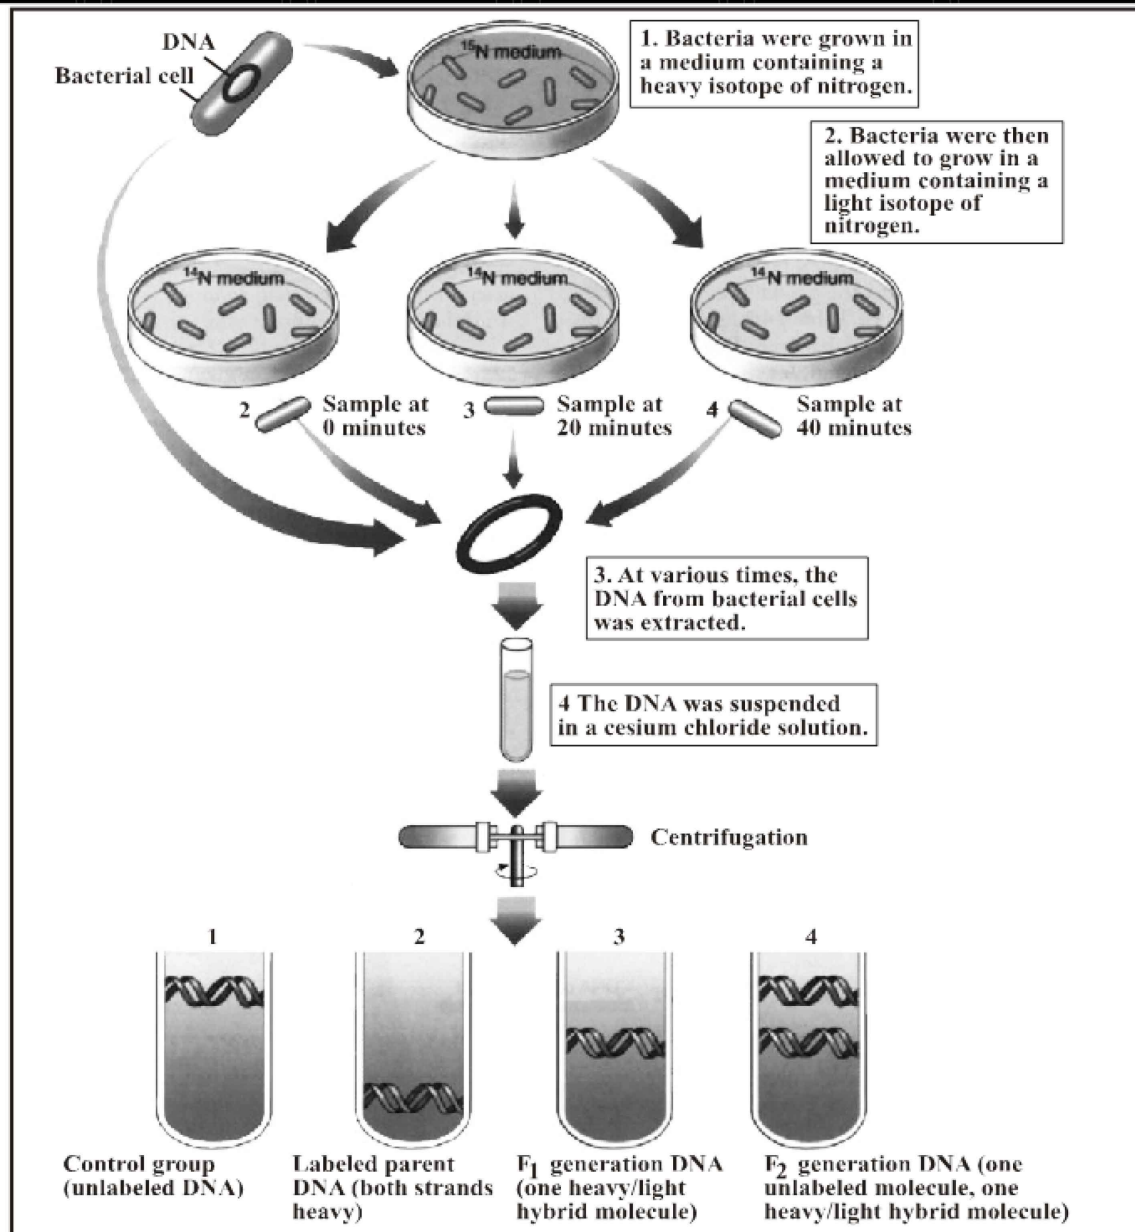 DNA
Bacterial cell
¹⁵N medium
1. Bacteria were grown in
a medium containing a
heavy isotope of nitrogen.
2. Bacteria were then
allowed to grow in a
medium containing a
light isotope of
nitrogen.
¹⁴N medium
¹⁴N medium
¹⁴N medium
2
Sample at
0 minutes
3
Sample at
20 minutes
4
Sample at
40 minutes
3. At various times, the
DNA from bacterial cells
was extracted.
4 The DNA was suspended
in a cesium chloride solution.
Centrifugation
1
2
3
4
Control group
(unlabeled DNA)
Labeled parent
DNA (both strands
heavy)
F₁ generation DNA
(one heavy/light
hybrid molecule)
F₂ generation DNA (one
unlabeled molecule, one
heavy/light hybrid molecule)